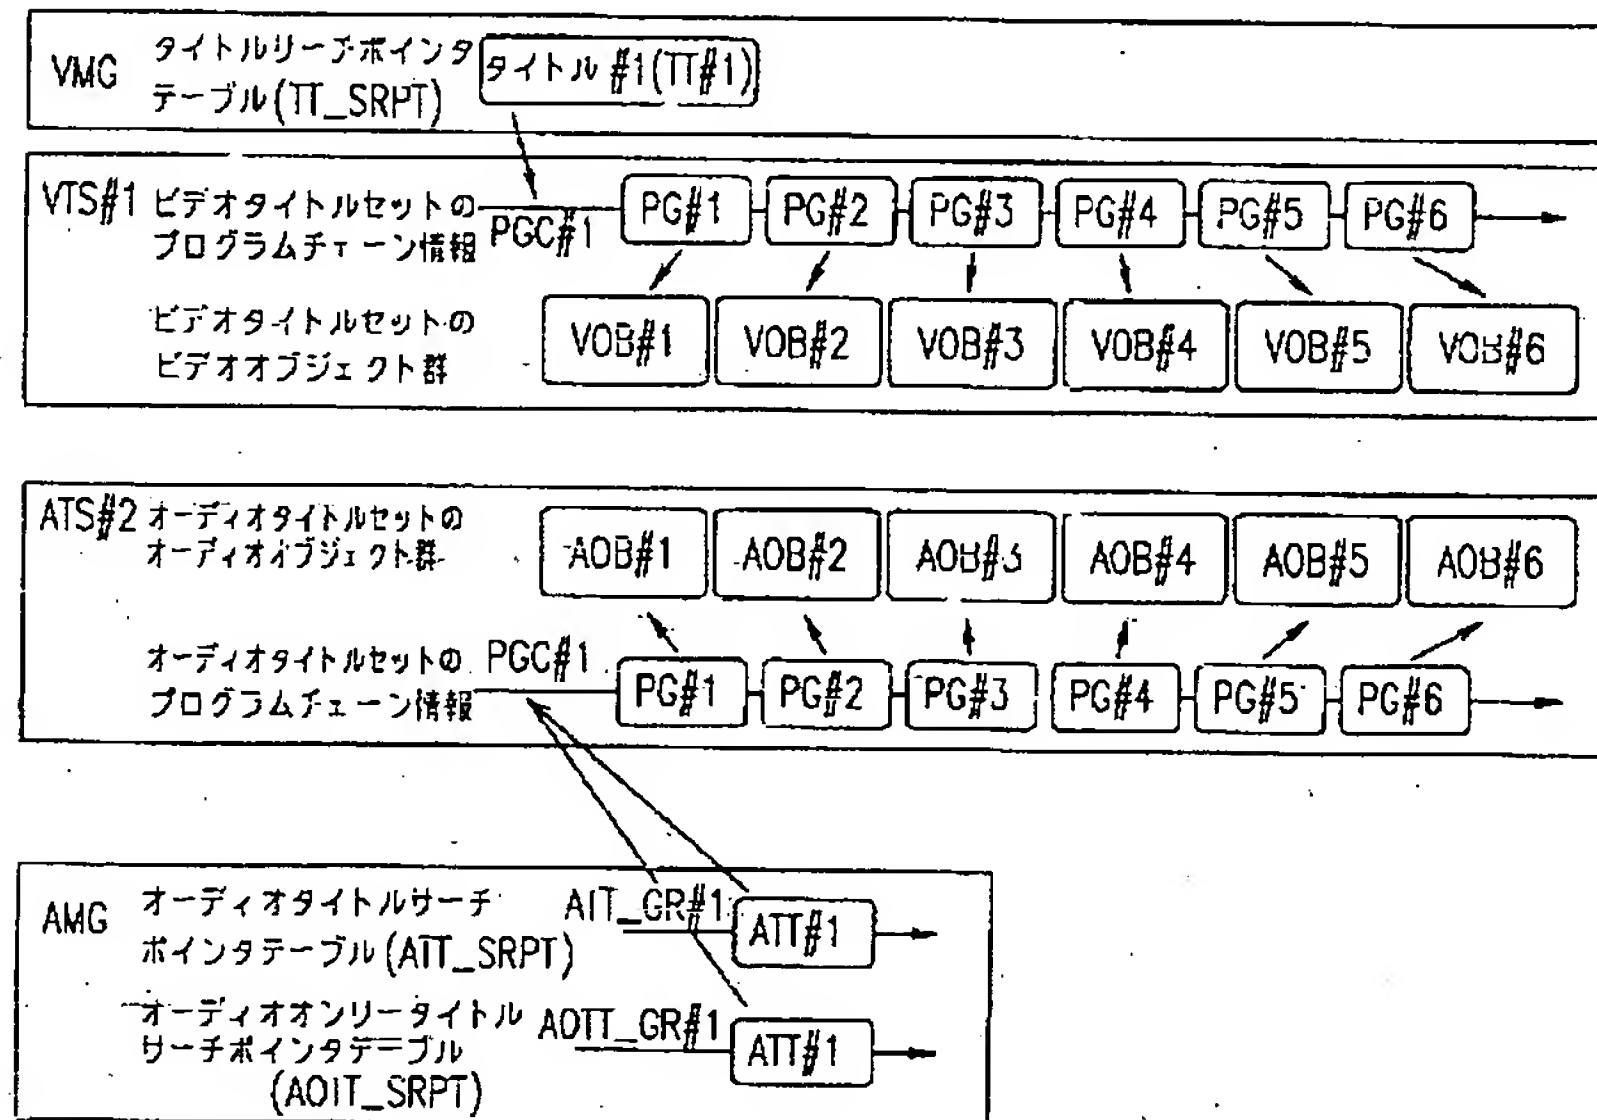 VMG
タイトルリーチポインタ
テーブル(TT_SRPT)
タイトル #1(TT#1)
VTS#1
ビデオタイトルセットの
プログラムチェーン情報
PGC#1
PG#1
PG#2
PG#3
PG#4
PG#5
PG#6
ビデオタイトルセットの
ビデオオブジェクト群
VOB#1
VOB#2
VOB#3
VOB#4
VOB#5
VOB#6
ATS#2
オーディオタイトルセットの
オーディオオブジェクト群
AOB#1
AOB#2
AOB#3
AOB#4
AOB#5
AOB#6
オーディオタイトルセットの
プログラムチェーン情報
PGC#1
PG#1
PG#2
PG#3
PG#4
PG#5
PG#6
AMG
オーディオタイトルサーチ
ポインタテーブル(ATT_SRPT)
ATT_GR#1
ATT#1
オーディオオンリータイトル
サーチポインタテーブル
(AOTT_SRPT)
AOTT_GR#1
ATT#1